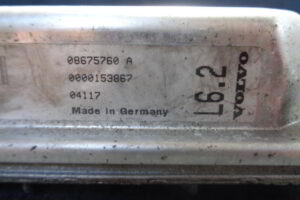 08675760 A
0000153867
04117
Made in Germany
L6.2
VOLVO